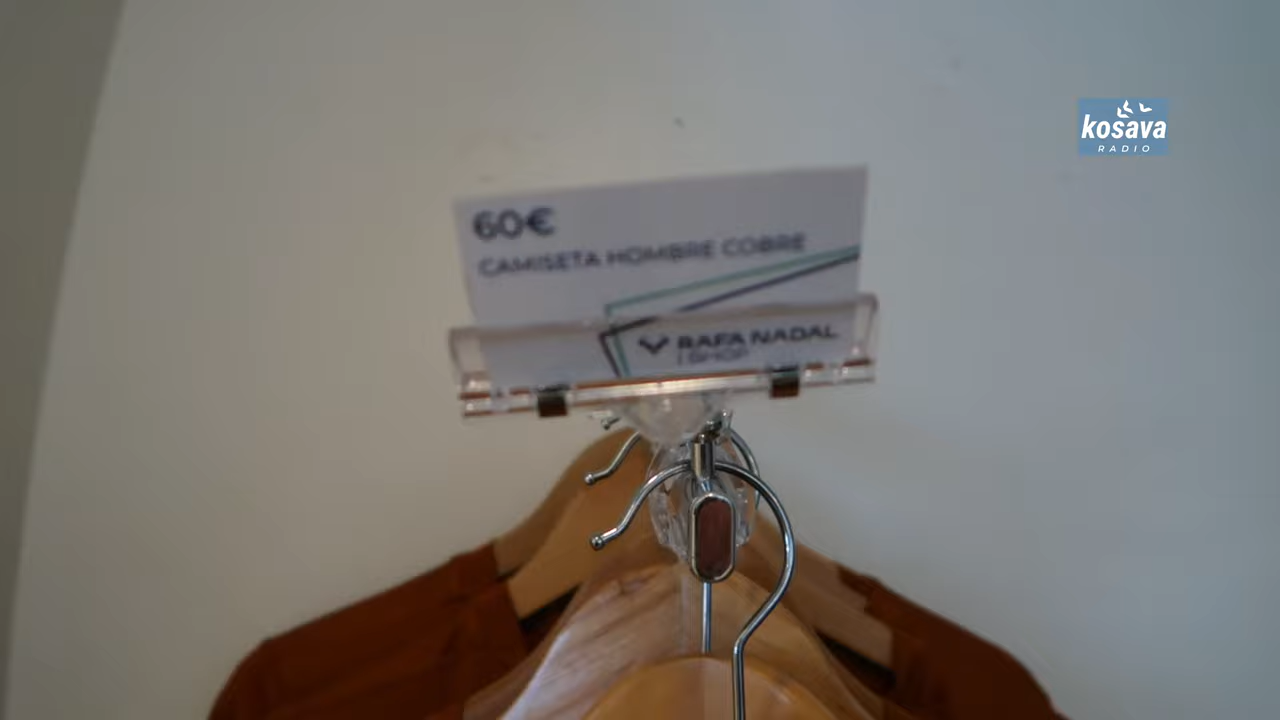 kosava
RADIO
60€
CAMISETA HOMBRE COBRE
RAFA NADAL
| SHOP